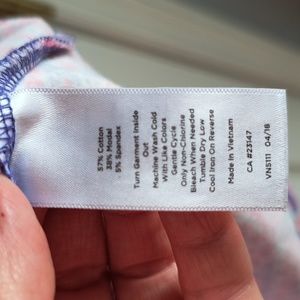 57% Cotton
38% Modal
5% Spandex
Turn Garment Inside
Out
Machine Wash Cold
With Like Colors
Gentle Cycle
Only Non-Chlorine
Bleach When Needed
Tumble Dry Low
Cool Iron On Reverse
Made In Vietnam
CA #23147
VN5111 04/18